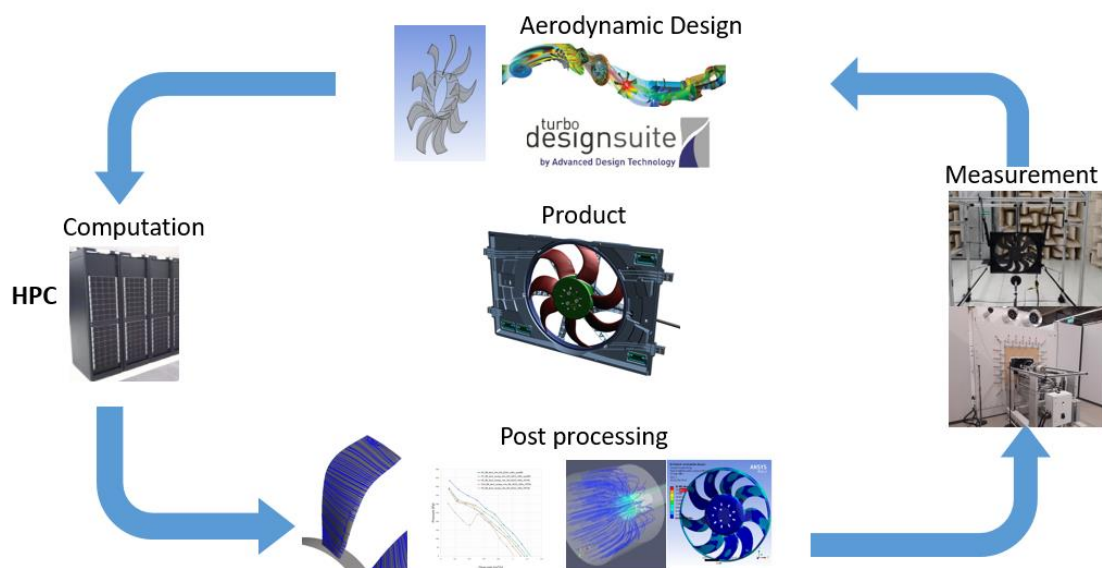 Aerodynamic Design
turbo
designsuite
by Advanced Design Technology
Measurement
Computation
Product
HPC
Post processing
ANSYS